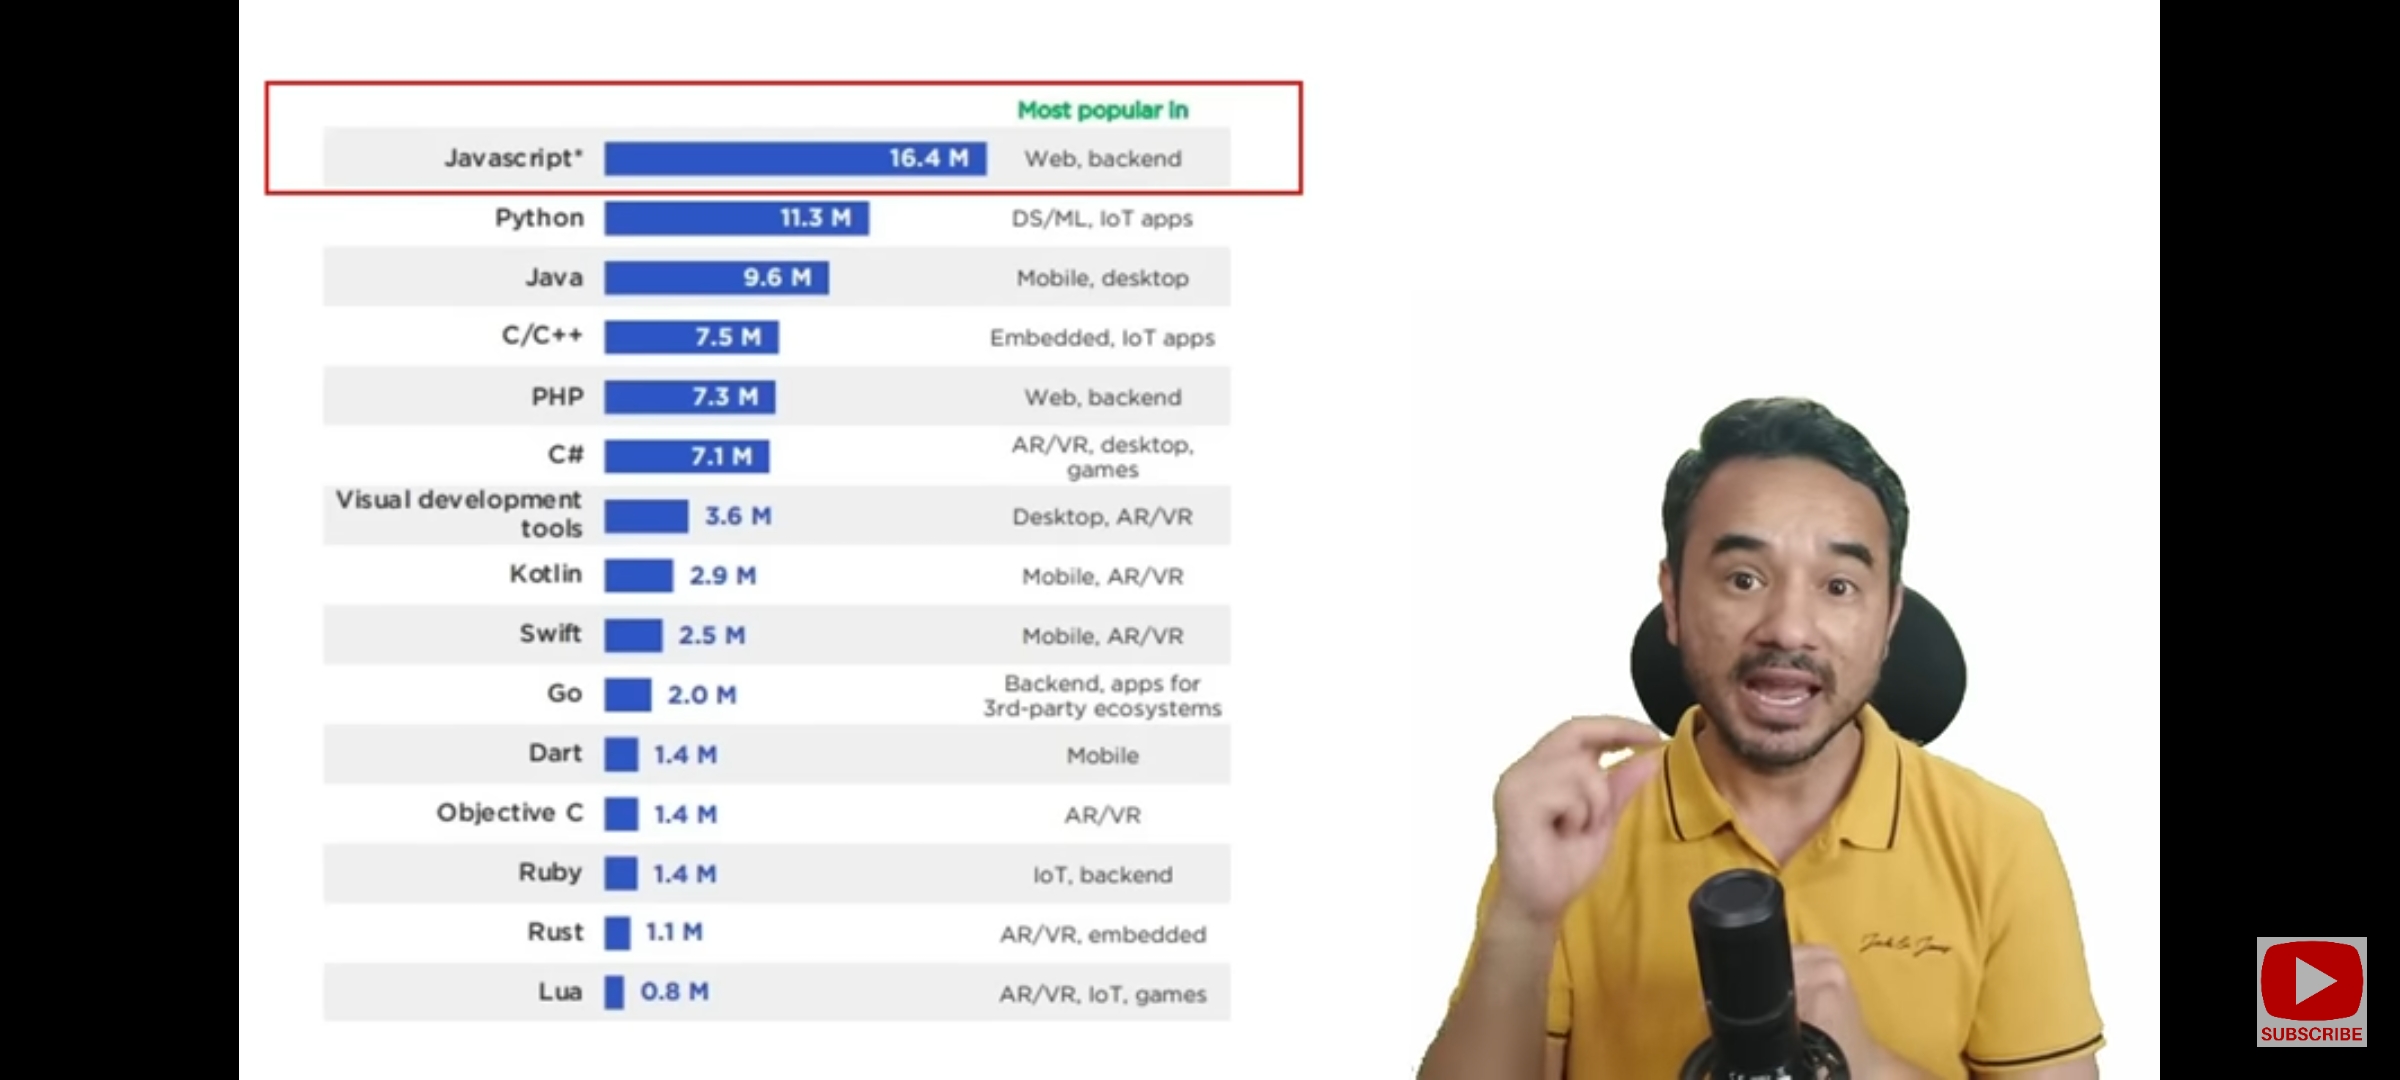 Most popular in
Javascript* 16.4 M Web, backend
Python 11.3 M DS/ML, IoT apps
Java 9.6 M Mobile, desktop
C/C++ 7.5 M Embedded, IoT apps
PHP 7.3 M Web, backend
C# 7.1 M AR/VR, desktop,
games
Visual development
tools 3.6 M Desktop, AR/VR
Kotlin 2.9 M Mobile, AR/VR
Swift 2.5 M Mobile, AR/VR
Go 2.0 M Backend, apps for
3rd-party ecosystems
Dart 1.4 M Mobile
Objective C 1.4 M AR/VR
Ruby 1.4 M IoT, backend
Rust 1.1 M AR/VR, embedded
Lua 0.8 M AR/VR, IoT, games
SUBSCRIBE